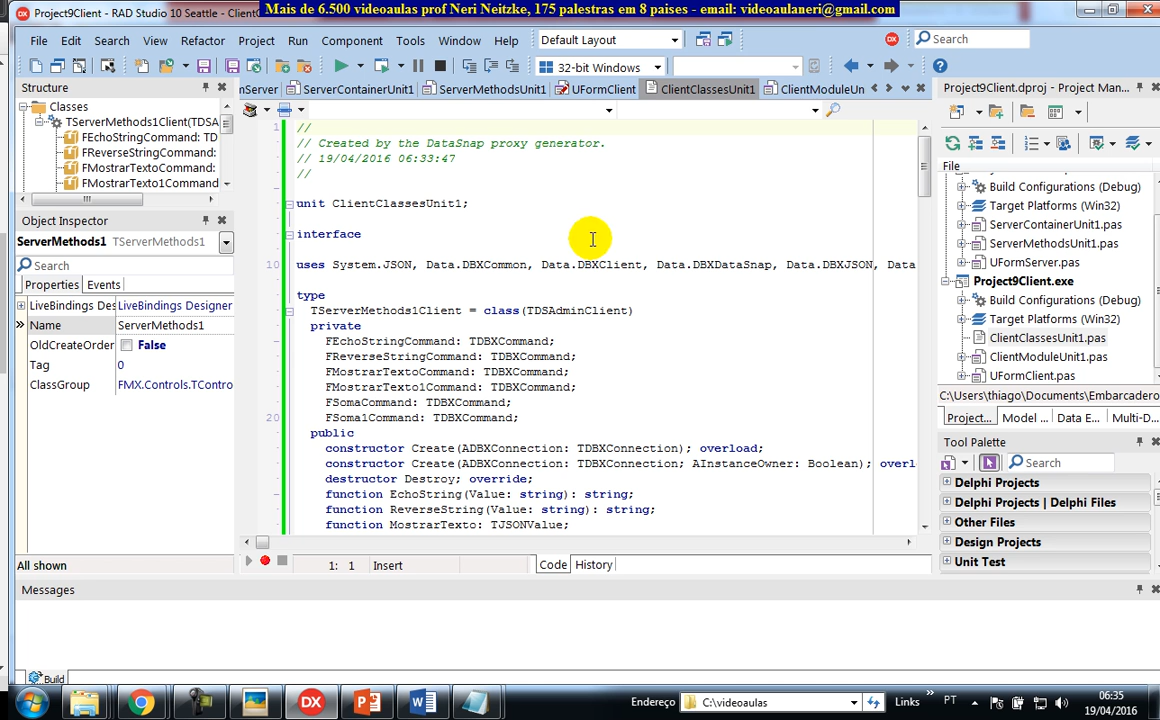 Mais de 6.500 videoaulas prof Neri Neitzke, 175 palestras em 8 paises - email: videoaulaneri@gmail.com
Project9Client - RAD Studio 10 Seattle - ClientC
File Edit Search View Refactor Project Run Component Tools Window Help
Default Layout
Search
32-bit Windows
Structure
Classes
TServerMethods1Client(TDSA
FEchoStringCommand: TD
FReverseStringCommand:
FMostrarTextoCommand:
FMostrarTexto1Command
Object Inspector
ServerMethods1 TServerMethods1
Search
Properties Events
LiveBindings Des LiveBindings Designer
Name ServerMethods1
OldCreateOrder False
Tag 0
ClassGroup FMX.Controls.TContro
All shown
mServer ServerContainerUnit1 ServerMethodsUnit1 UFormClient ClientClassesUnit1 ClientModuleUn
1 //
// Created by the DataSnap proxy generator.
// 19/04/2016 06:33:47
//
unit ClientClassesUnit1;
interface
10 uses System.JSON, Data.DBXCommon, Data.DBXClient, Data.DBXDataSnap, Data.DBXJSON, Data
type
TServerMethods1Client = class(TDSAdminClient)
private
FEchoStringCommand: TDBXCommand;
FReverseStringCommand: TDBXCommand;
FMostrarTextoCommand: TDBXCommand;
FMostrarTexto1Command: TDBXCommand;
FSomaCommand: TDBXCommand;
20 FSoma1Command: TDBXCommand;
public
constructor Create(ADBXConnection: TDBXConnection); overload;
constructor Create(ADBXConnection: TDBXConnection; AInstanceOwner: Boolean); overl
destructor Destroy; override;
function EchoString(Value: string): string;
function ReverseString(Value: string): string;
function MostrarTexto: TJSONValue;
1: 1 Insert Code History
Project9Client.dproj - Project Man...
File
Build Configurations (Debug)
Target Platforms (Win32)
ServerContainerUnit1.pas
ServerMethodsUnit1.pas
UFormServer.pas
Project9Client.exe
Build Configurations (Debug)
Target Platforms (Win32)
ClientClassesUnit1.pas
ClientModuleUnit1.pas
UFormClient.pas
C:\Users\thiago\Documents\Embarcadero
Project... Model ... Data E... Multi-D...
Tool Palette
Search
Delphi Projects
Delphi Projects | Delphi Files
Other Files
Design Projects
Unit Test
Messages
Build
Endereço C:\videoaulas Links PT
06:35
19/04/2016